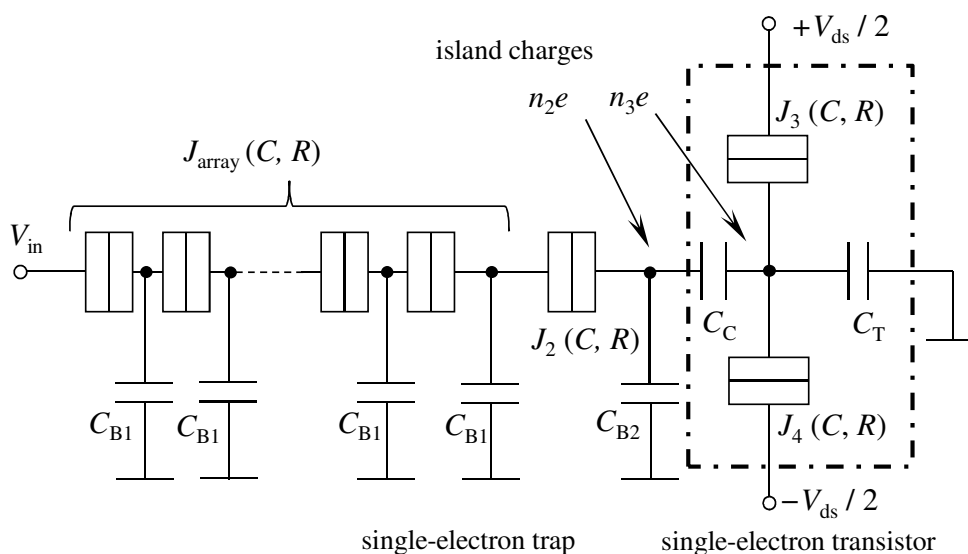 +V_ds / 2
island charges
n_2e n_3e
J_3 (C, R)
J_array (C, R)
V_in
C_C C_T
J_2 (C, R)
C_B1 C_B1 C_B1 C_B1 C_B2
J_4 (C, R)
−V_ds / 2
single-electron trap single-electron transistor